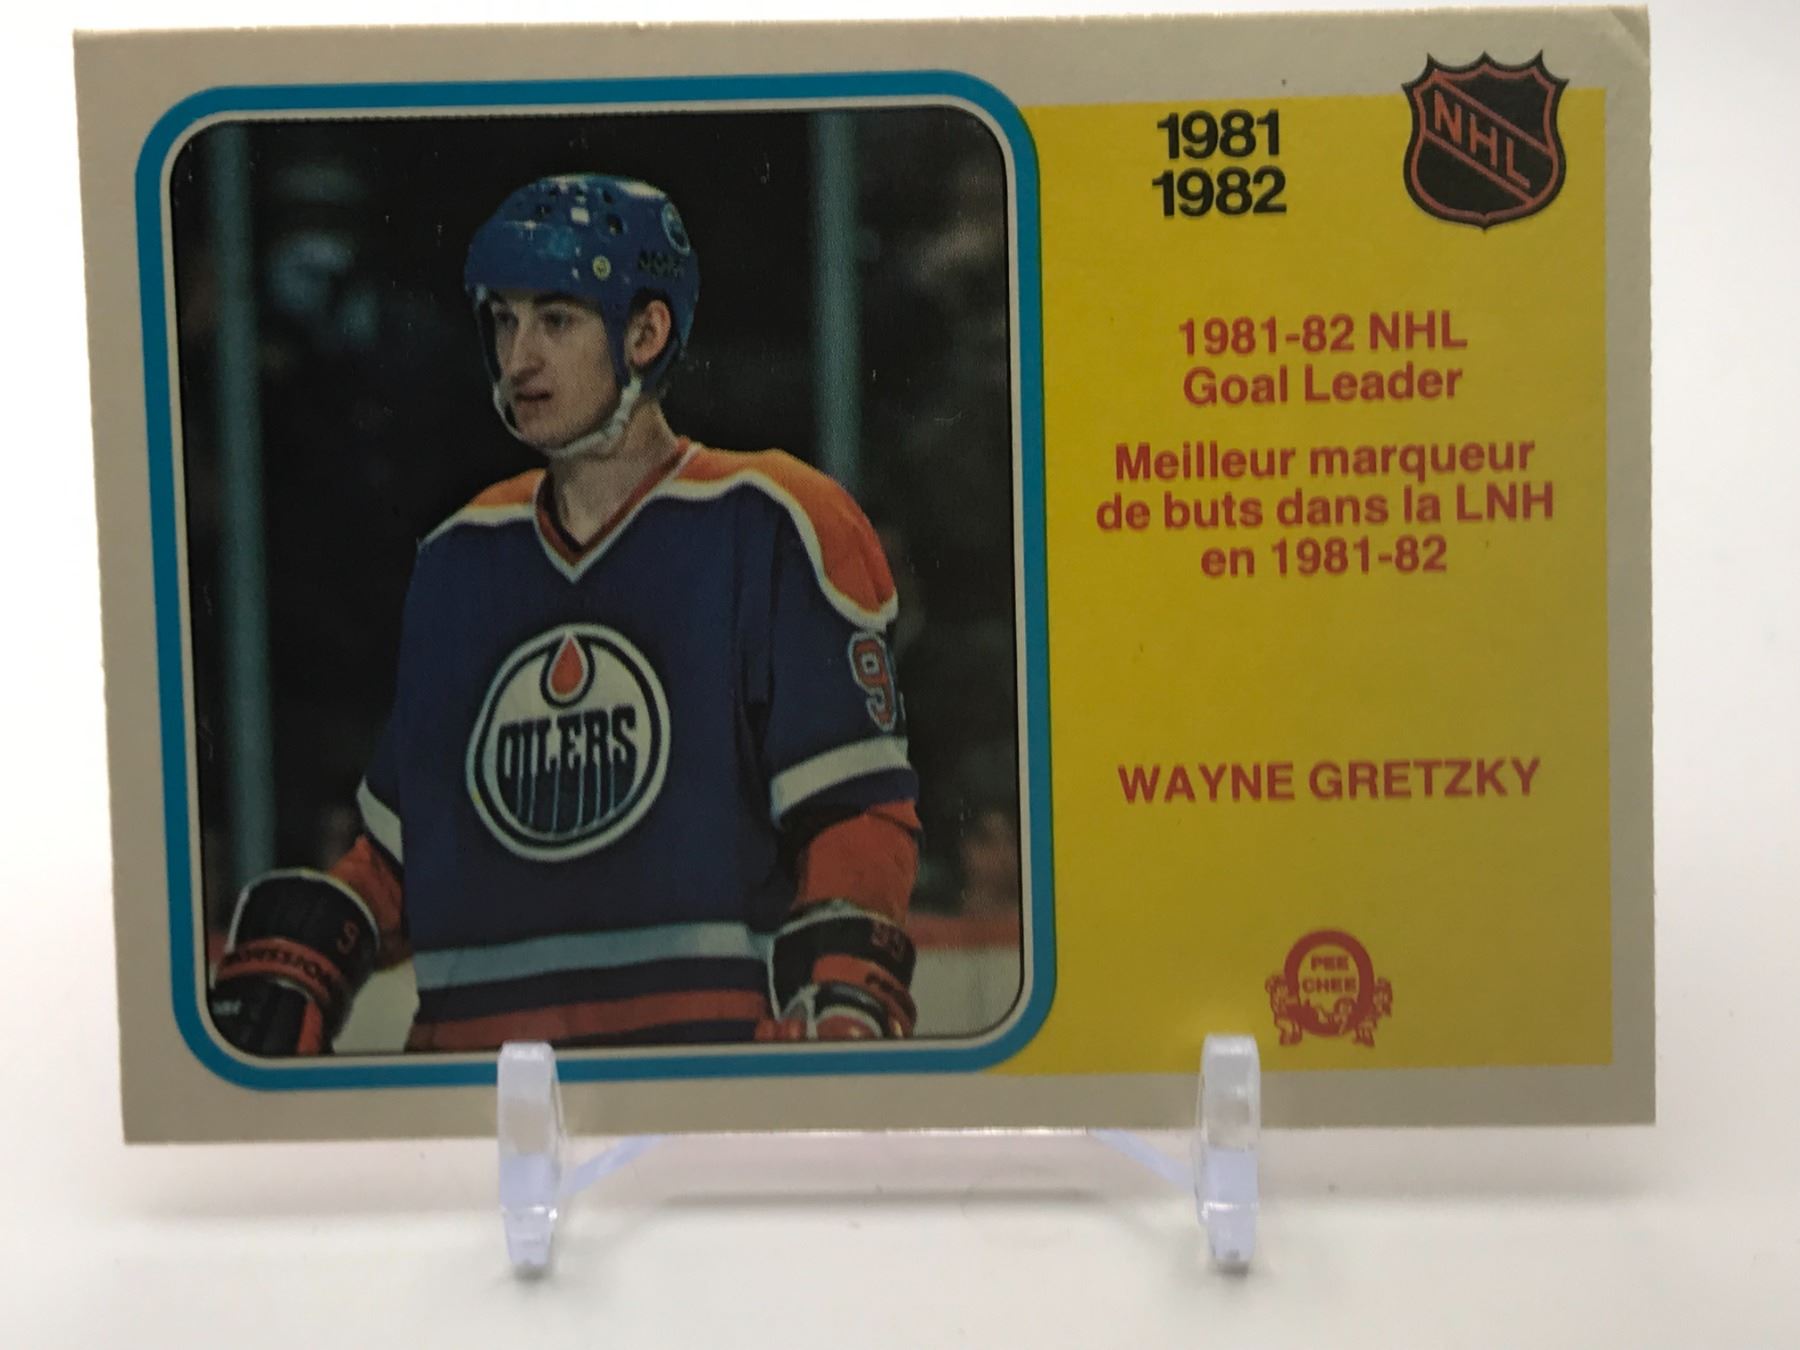 1981
1982
NHL
1981-82 NHL
Goal Leader
Meilleur marqueur
de buts dans la LNH
en 1981-82
WAYNE GRETZKY
PEE
CHEE
OILERS
9